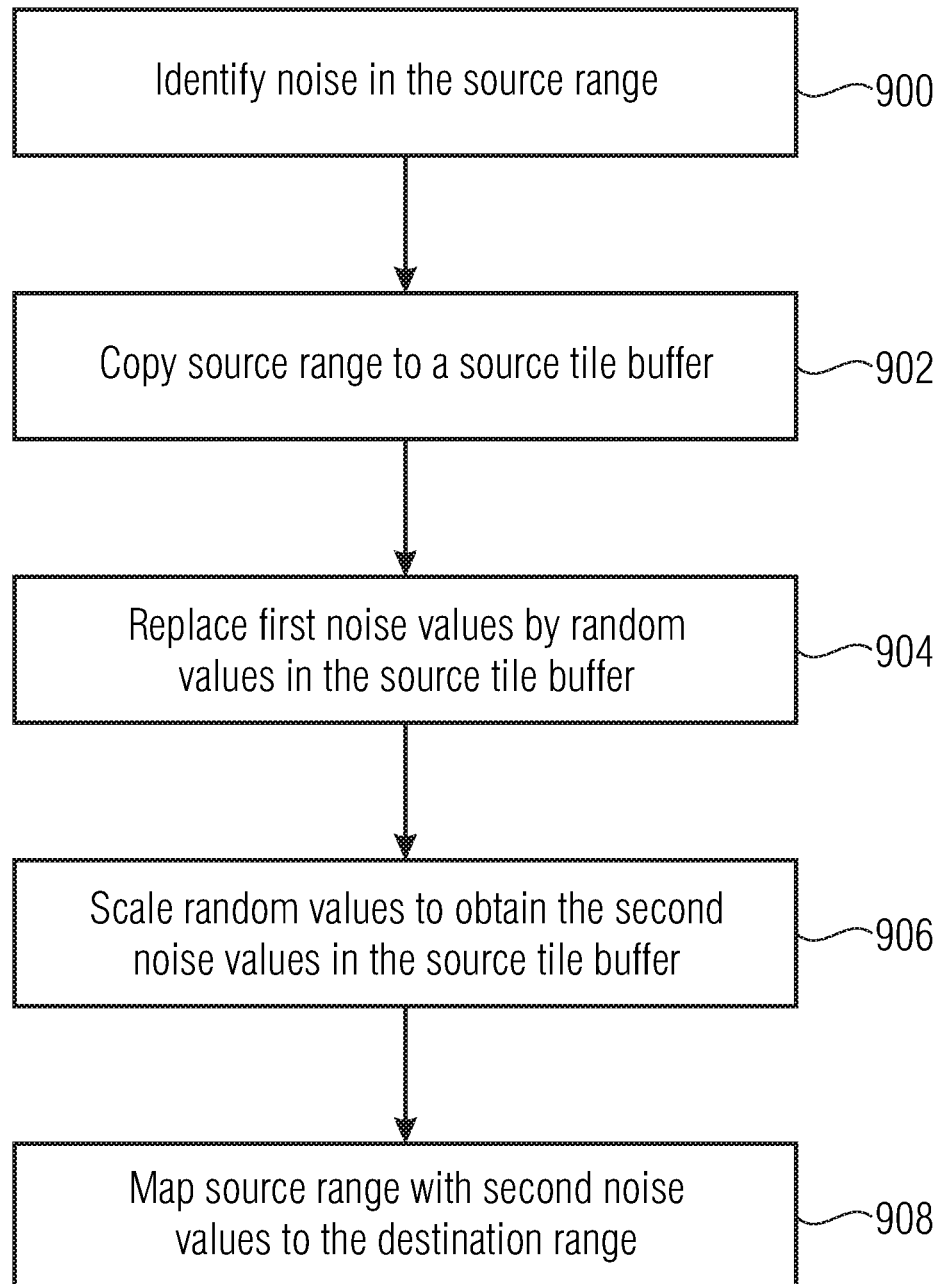 Identify noise in the source range
900
Copy source range to a source tile buffer
902
Replace first noise values by random
values in the source tile buffer
904
Scale random values to obtain the second
noise values in the source tile buffer
906
Map source range with second noise
values to the destination range
908